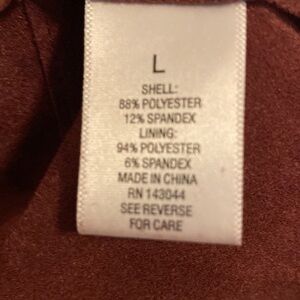 L
SHELL:
88% POLYESTER
12% SPANDEX
LINING:
94% POLYESTER
6% SPANDEX
MADE IN CHINA
RN 143044
SEE REVERSE
FOR CARE